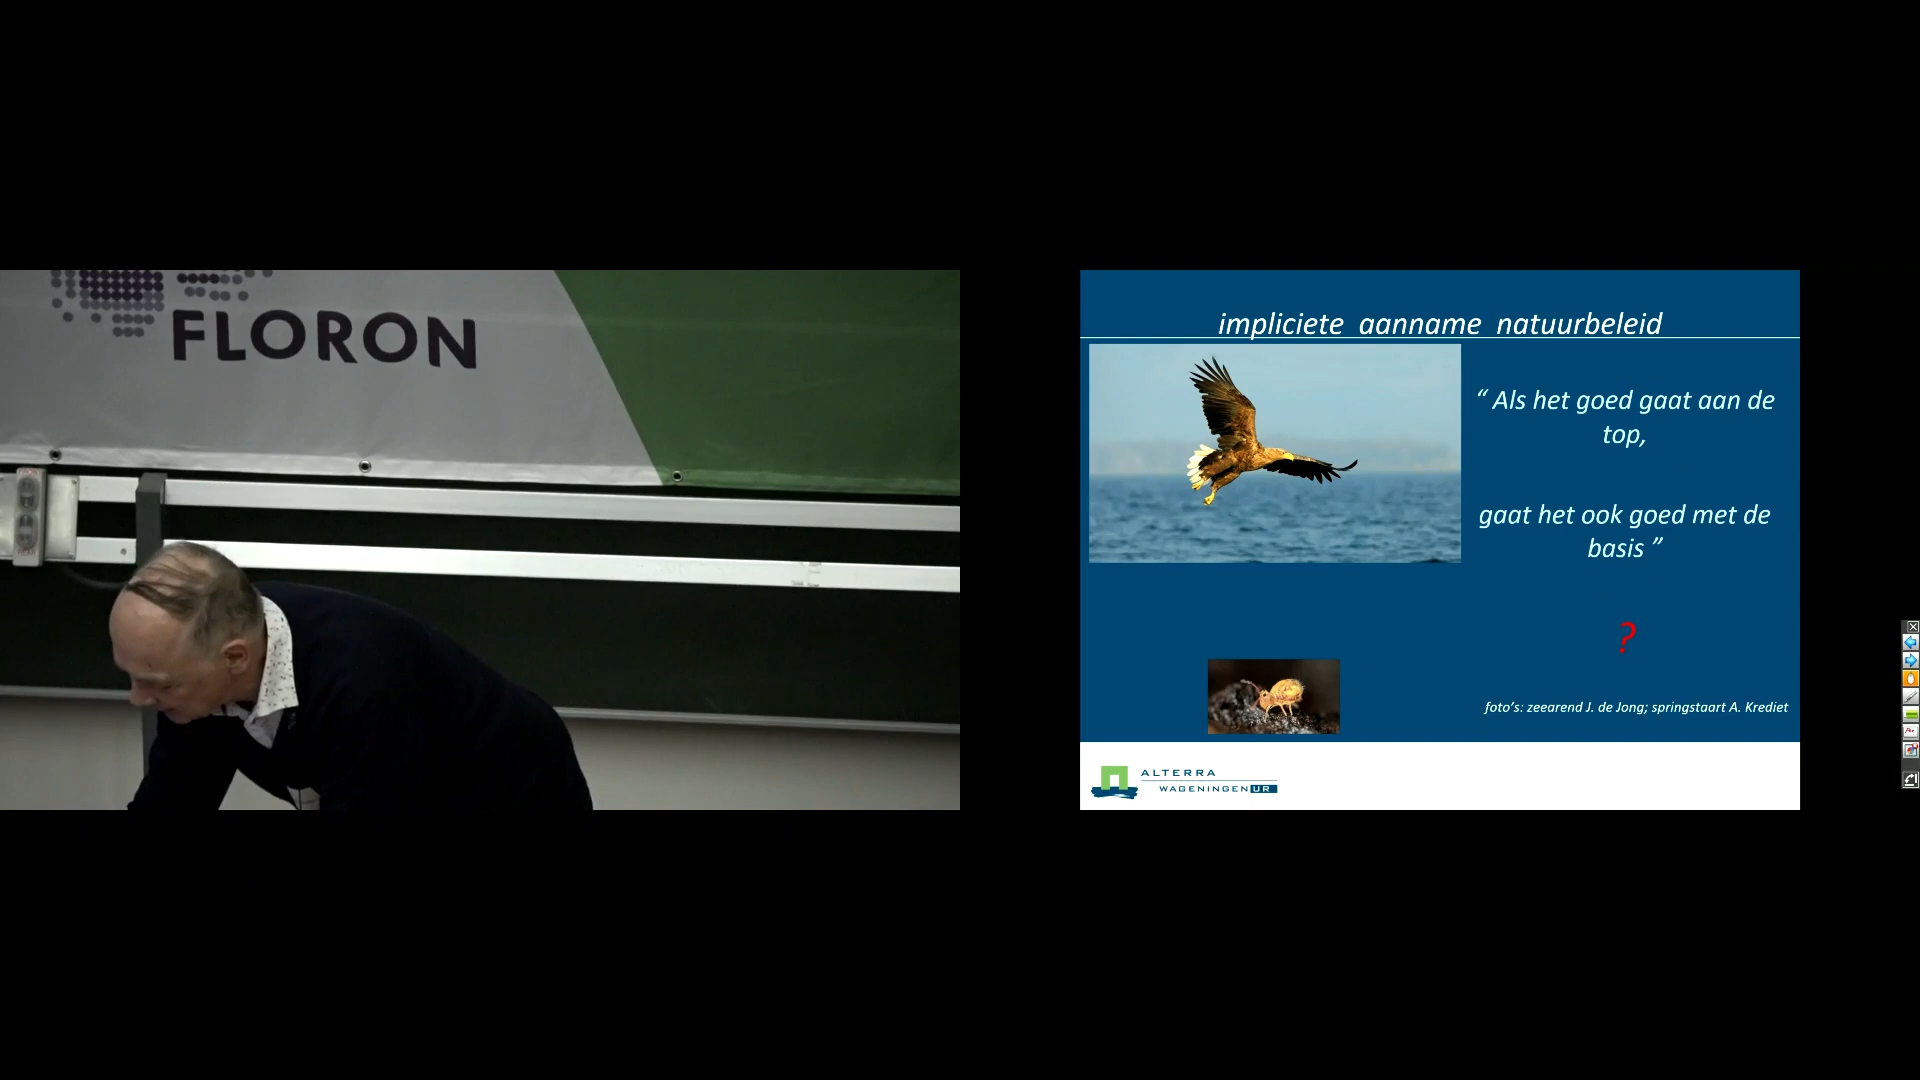 FLORON
impliciete aanname natuurbeleid
“ Als het goed gaat aan de
top,
gaat het ook goed met de
basis ”
?
foto's: zeearend J. de Jong; springstaart A. Krediet
ALTERRA
WAGENINGEN UR